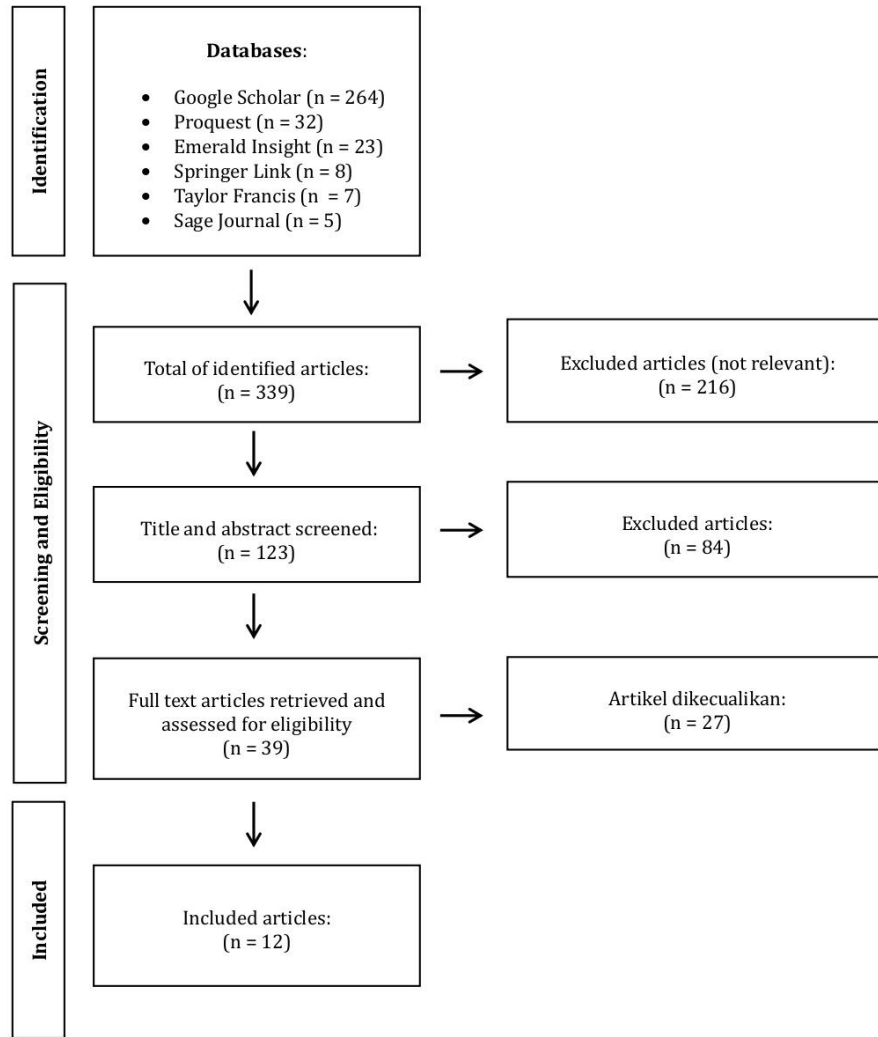 Identification
Databases:
• Google Scholar (n = 264)
• Proquest (n = 32)
• Emerald Insight (n = 23)
• Springer Link (n = 8)
• Taylor Francis (n  = 7)
• Sage Journal (n = 5)
Screening and Eligibility
Total of identified articles:
(n = 339)
Excluded articles (not relevant):
(n = 216)
Title and abstract screened:
(n = 123)
Excluded articles:
(n = 84)
Full text articles retrieved and
assessed for eligibility
(n = 39)
Artikel dikecualikan:
(n = 27)
Included
Included articles:
(n = 12)